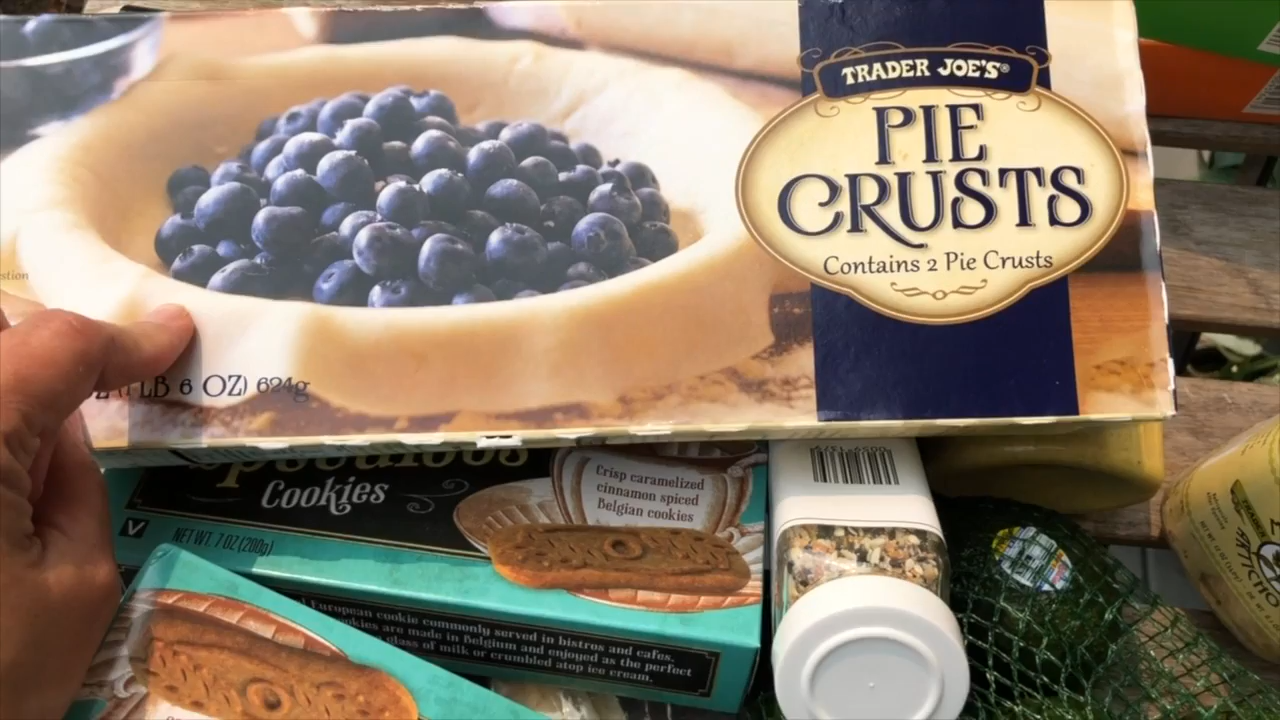 TRADER JOE'S®
PIE
CRUSTS
Contains 2 Pie Crusts
LB 6 OZ) 624g
Speculoos
Cookies
Crisp caramelized
cinnamon spiced
Belgian cookies
V
NET WT. 7 OZ (200g)
European cookie commonly served in bistros and cafes.
are made in Belgium and enjoyed as the perfect
glass of milk or crumbled atop ice cream.